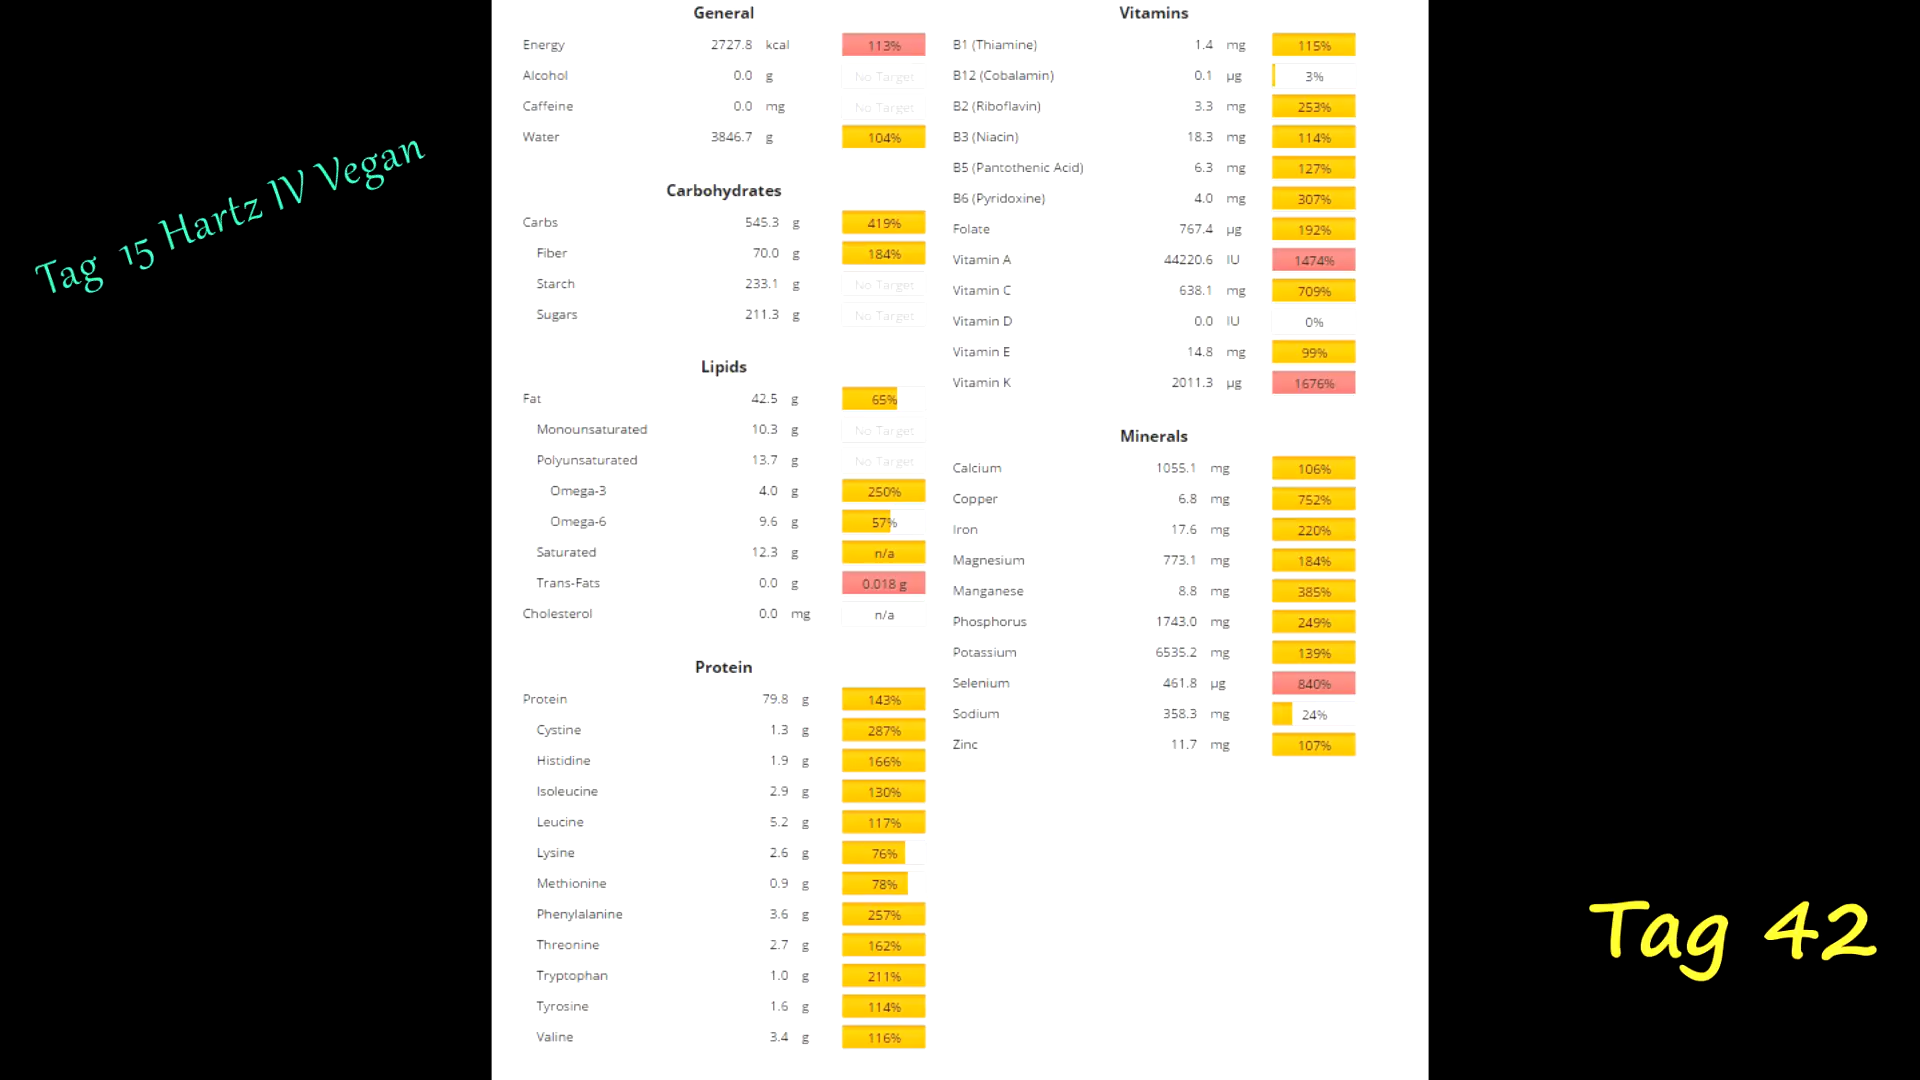 Tag 15 Hartz IV Vegan
General
Energy 2727.8 kcal 113%
Alcohol 0.0 g No Target
Caffeine 0.0 mg No Target
Water 3846.7 g 104%
Carbohydrates
Carbs 545.3 g 419%
Fiber 70.0 g 184%
Starch 233.1 g No Target
Sugars 211.3 g No Target
Lipids
Fat 42.5 g 65%
Monounsaturated 10.3 g No Target
Polyunsaturated 13.7 g No Target
Omega-3 4.0 g 250%
Omega-6 9.6 g 57%
Saturated 12.3 g n/a
Trans-Fats 0.0 g 0.018 g
Cholesterol 0.0 mg n/a
Protein
Protein 79.8 g 143%
Cystine 1.3 g 287%
Histidine 1.9 g 166%
Isoleucine 2.9 g 130%
Leucine 5.2 g 117%
Lysine 2.6 g 76%
Methionine 0.9 g 78%
Phenylalanine 3.6 g 257%
Threonine 2.7 g 162%
Tryptophan 1.0 g 211%
Tyrosine 1.6 g 114%
Valine 3.4 g 116%
Vitamins
B1 (Thiamine) 1.4 mg 115%
B12 (Cobalamin) 0.1 µg 3%
B2 (Riboflavin) 3.3 mg 253%
B3 (Niacin) 18.3 mg 114%
B5 (Pantothenic Acid) 6.3 mg 127%
B6 (Pyridoxine) 4.0 mg 307%
Folate 767.4 µg 192%
Vitamin A 44220.6 IU 1474%
Vitamin C 638.1 mg 709%
Vitamin D 0.0 IU 0%
Vitamin E 14.8 mg 99%
Vitamin K 2011.3 µg 1676%
Minerals
Calcium 1055.1 mg 106%
Copper 6.8 mg 752%
Iron 17.6 mg 220%
Magnesium 773.1 mg 184%
Manganese 8.8 mg 385%
Phosphorus 1743.0 mg 249%
Potassium 6535.2 mg 139%
Selenium 461.8 µg 840%
Sodium 358.3 mg 24%
Zinc 11.7 mg 107%
Tag 42